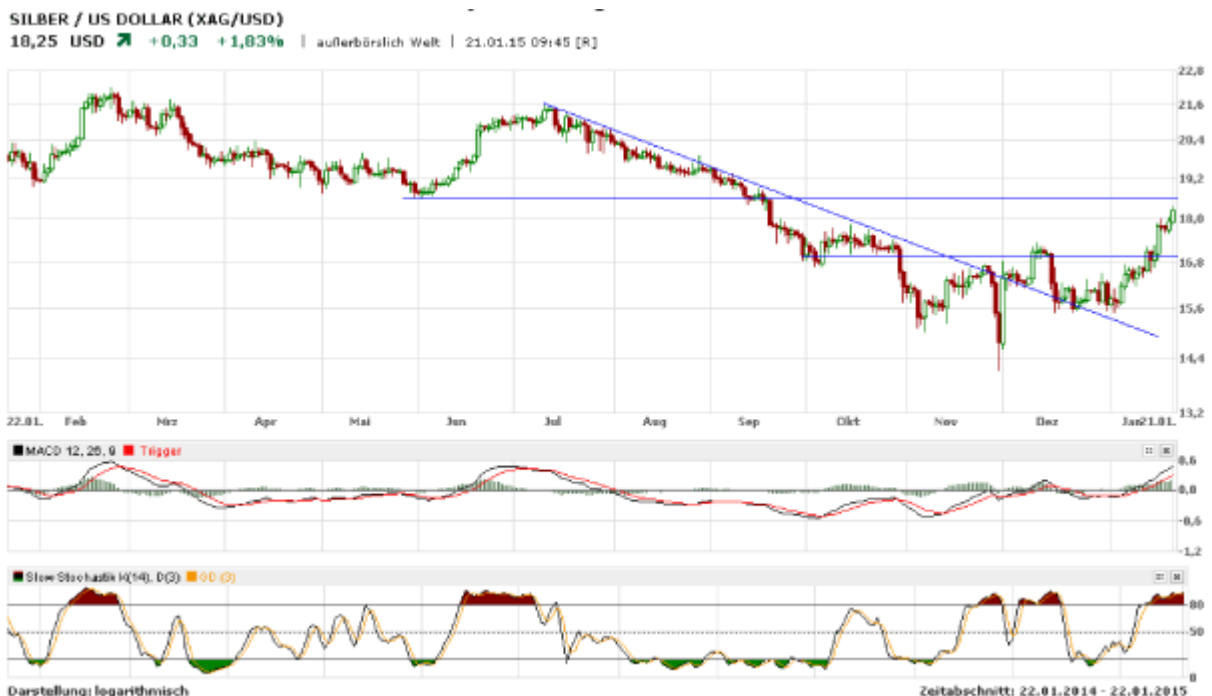 SILBER / US DOLLAR (XAG/USD)
18,25 USD +0,33 +1,83% | außerbörslich Welt | 21.01.15 09:45 [R]
22,8
21,6
20,4
19,2
18,0
16,8
15,6
14,4
13,2
22.01. Feb Mrz Apr Mai Jun Jul Aug Sep Okt Nov Dez Jan21.01.
MACD 12, 26, 9 Trigger
0,6
0,0
-0,5
-1,2
Slow Stochastik K(14), D(3) GD (3)
80
50
0
Darstellung: logarithmisch Zeitabschnitt: 22.01.2014 - 22.01.2015